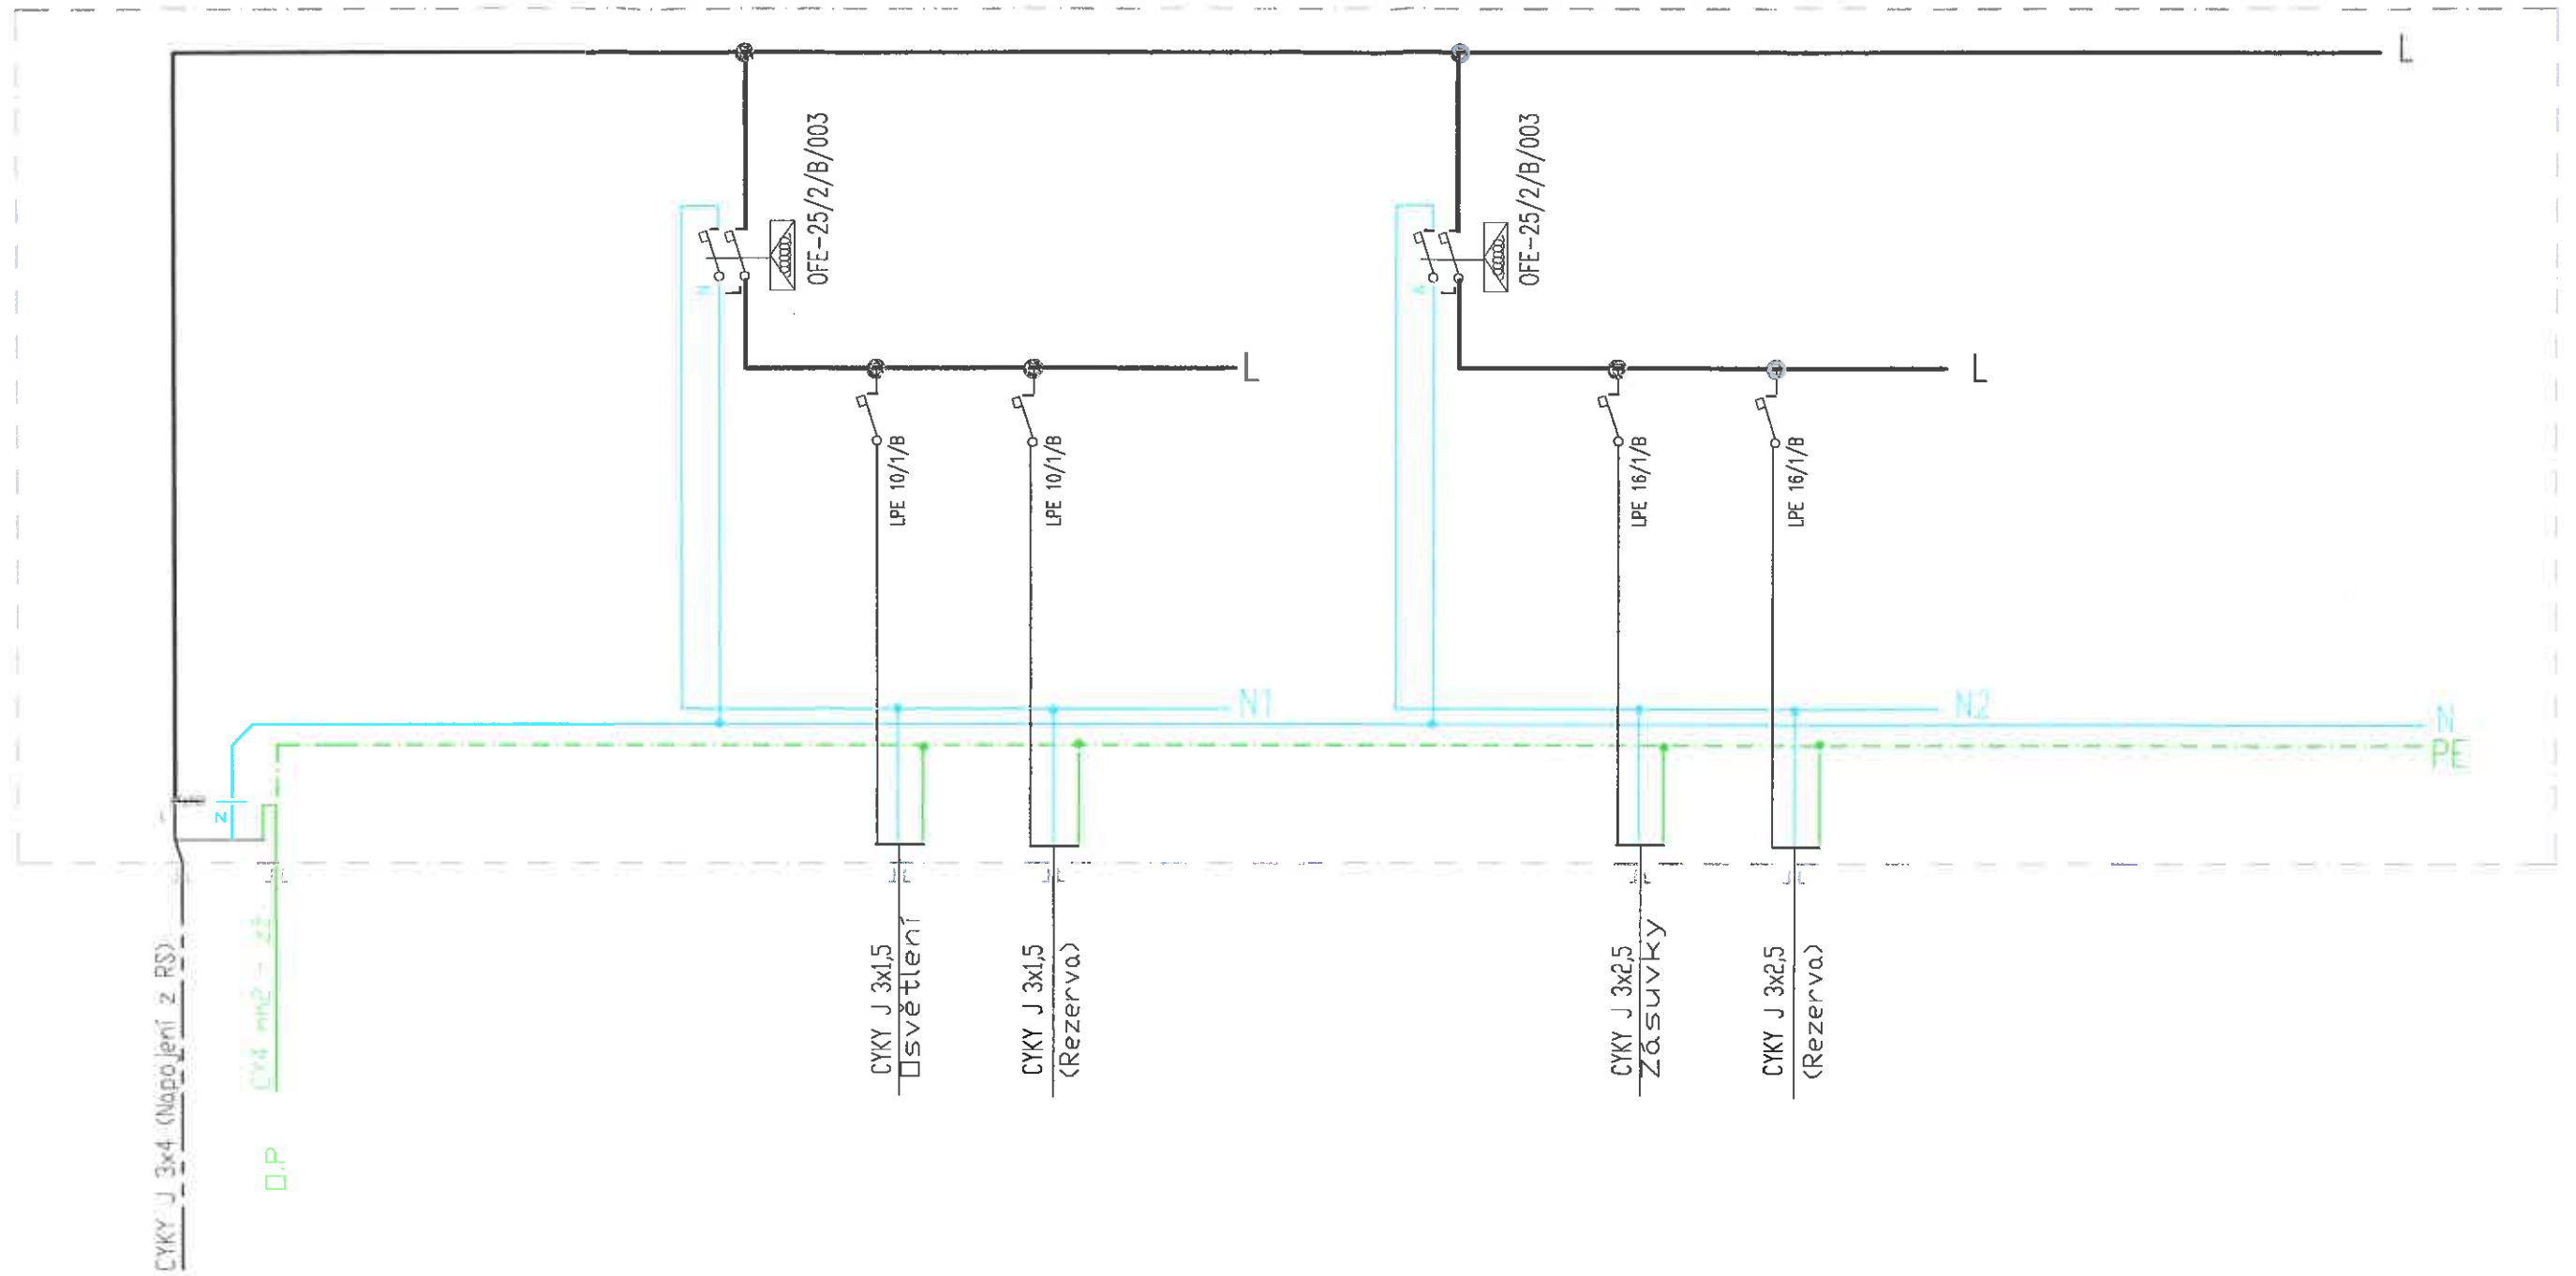 L
OFE-25/2/B/003
OFE-25/2/B/003
L
L
LPE 10/1/B
LPE 10/1/B
LPE 16/1/B
LPE 16/1/B
N1
N2
N
PE
N
L
L
CYKY J 3x4 (Napojení z RS)
O.P
CYKY J 3x1,5
Osvětlení
CYKY J 3x1,5
(Rezerva)
CYKY J 3x2,5
Zásuvky
CYKY J 3x2,5
(Rezerva)